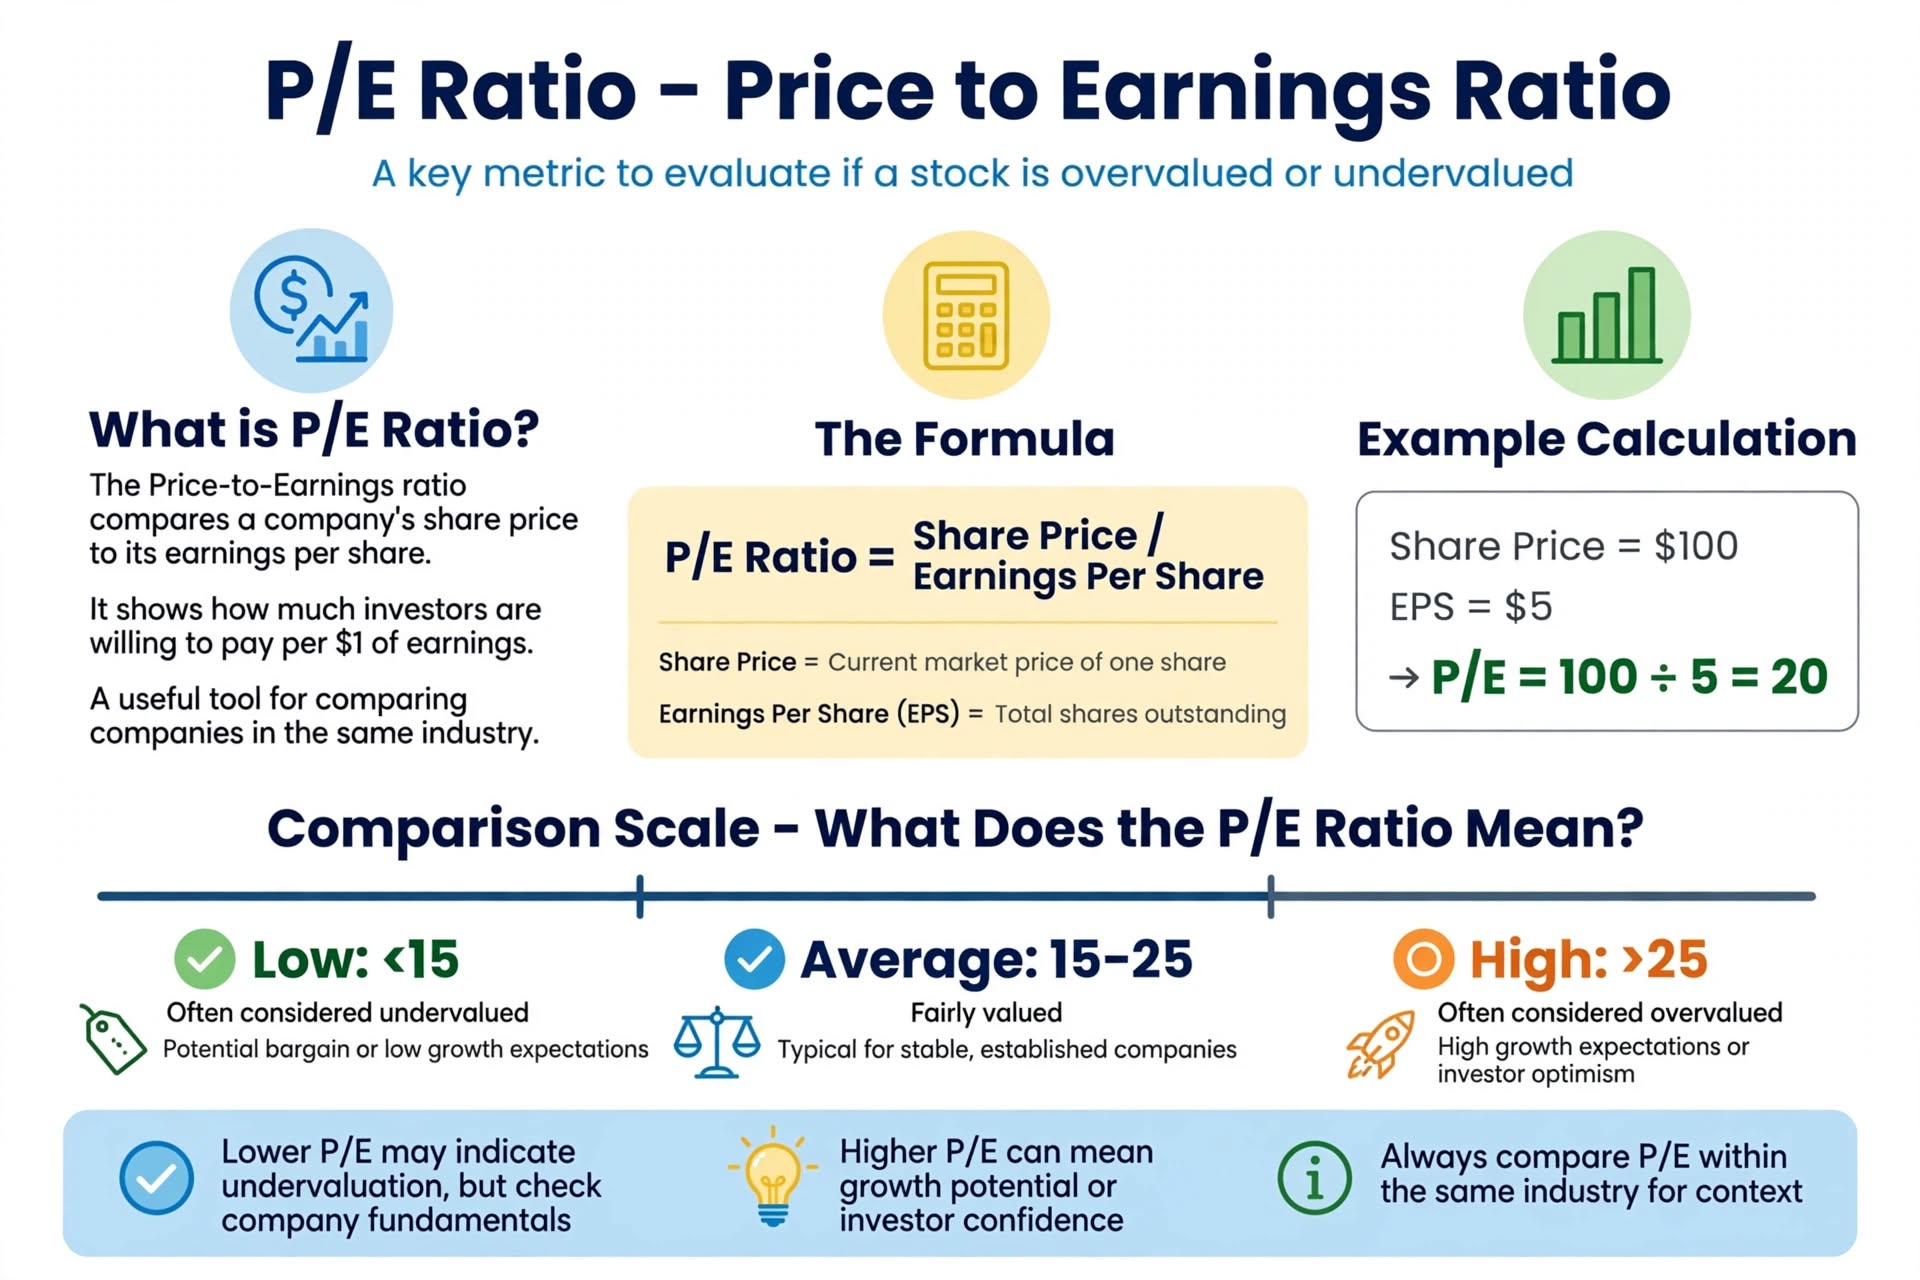 P/E Ratio – Price to Earnings Ratio
A key metric to evaluate if a stock is overvalued or undervalued
What is P/E Ratio?
The Price-to-Earnings ratio
compares a company's share price
to its earnings per share.
It shows how much investors are
willing to pay per $1 of earnings.
A useful tool for comparing
companies in the same industry.
The Formula
P/E Ratio = Share Price /
Earnings Per Share
Share Price = Current market price of one share
Earnings Per Share (EPS) = Total shares outstanding
Example Calculation
Share Price = $100
EPS = $5
→ P/E = 100 ÷ 5 = 20
Comparison Scale – What Does the P/E Ratio Mean?
Low: <15
Often considered undervalued
Potential bargain or low growth expectations
Average: 15–25
Fairly valued
Typical for stable, established companies
High: >25
Often considered overvalued
High growth expectations or
investor optimism
Lower P/E may indicate
undervaluation, but check
company fundamentals
Higher P/E can mean
growth potential or
investor confidence
Always compare P/E within
the same industry for context